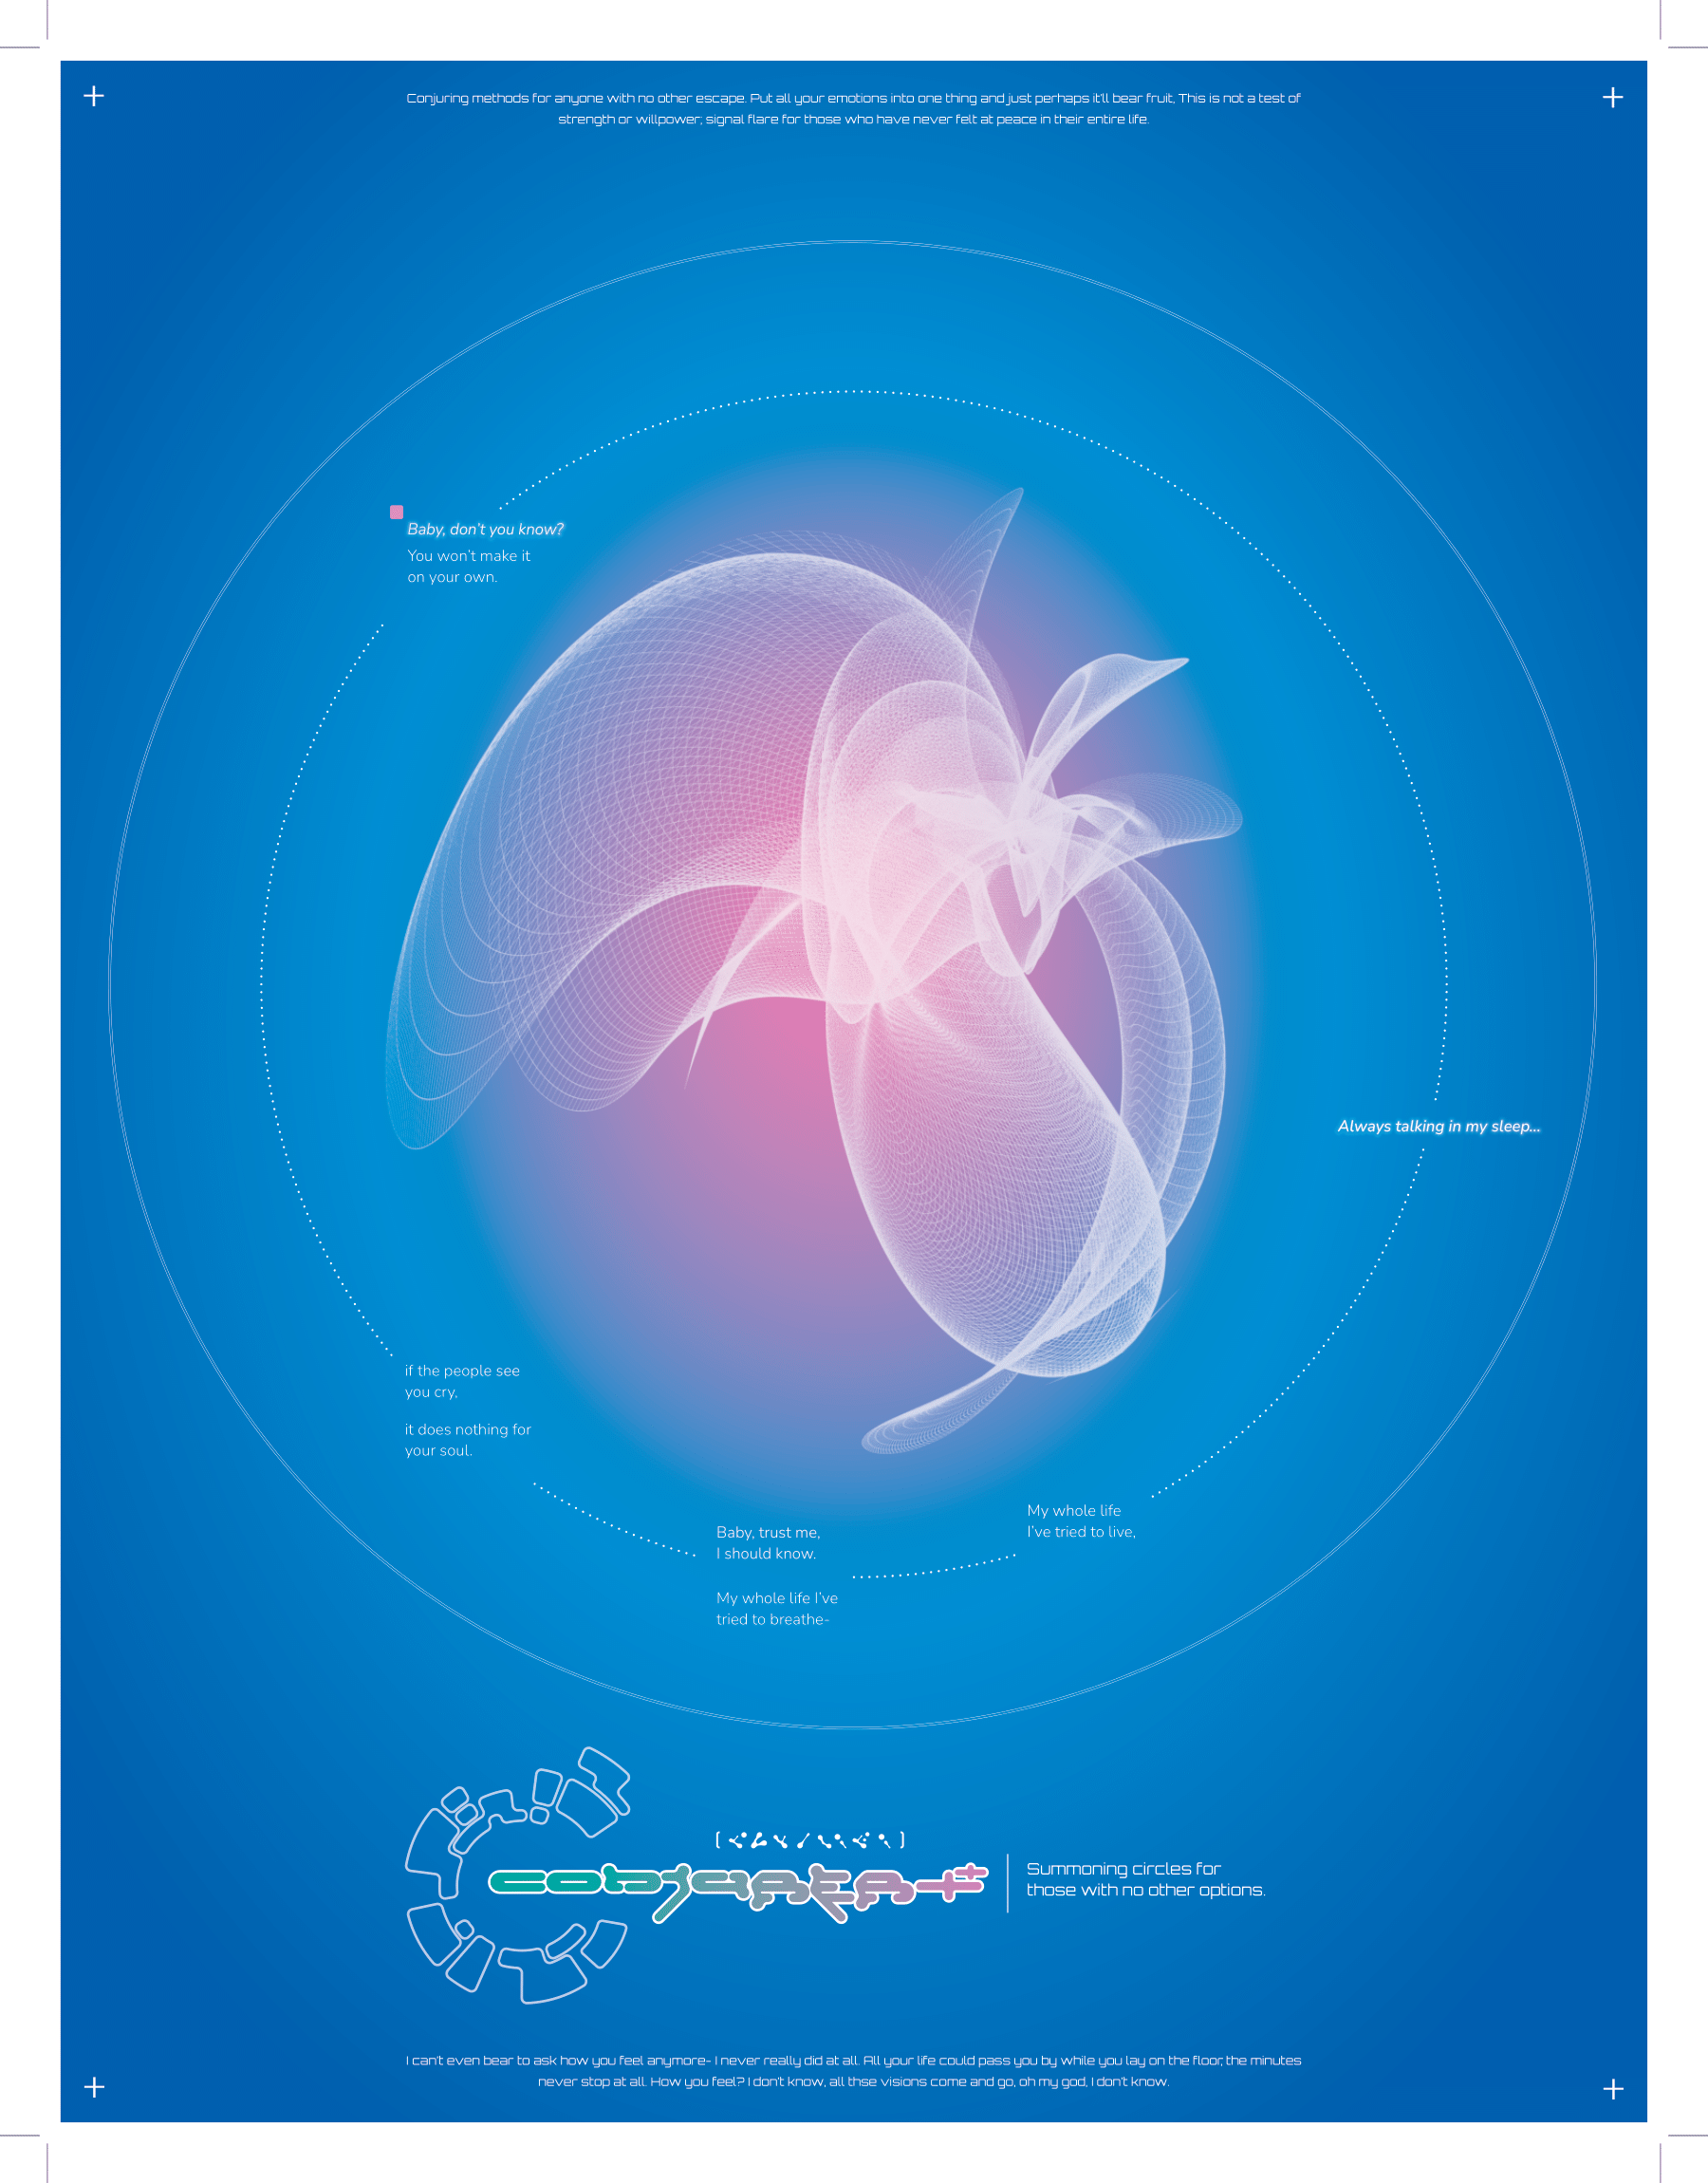 Conjuring methods for anyone with no other escape. Put all your emotions into one thing and just perhaps it'll bear fruit, This is not a test of
strength or willpower; signal flare for those who have never felt at peace in their entire life.
Baby, don't you know?
You won't make it
on your own.
Always talking in my sleep...
if the people see
you cry,
it does nothing for
your soul.
Baby, trust me,
I should know.
My whole life I've
tried to breathe-
My whole life
I've tried to live,
Summoning circles for
those with no other options.
I can't even bear to ask how you feel anymore- I never really did at all. All your life could pass you by while you lay on the floor, the minutes
never stop at all. How you feel? I don't know, all thse visions come and go, oh my god, I don't know.